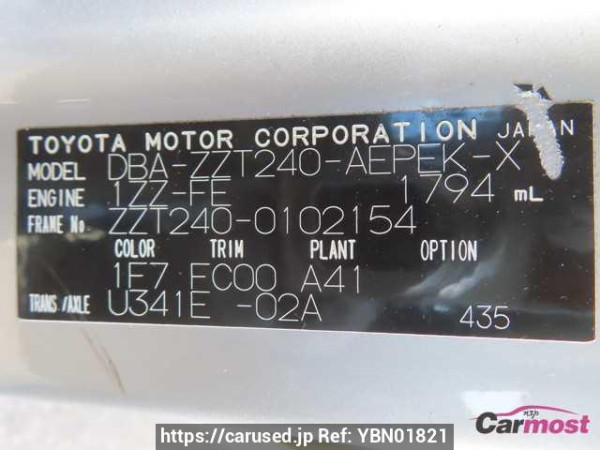 TOYOTA MOTOR CORPORATION JAPAN
MODEL DBA-ZZT240-AEPEK-X
ENGINE 1ZZ-FE 1794 mL
FRAME No. ZZT240-0102154
COLOR TRIM PLANT OPTION
1F7 EC00 A41
TRANS/AXLE U341E -02A 435
Carmost
https://carused.jp Ref: YBN01821